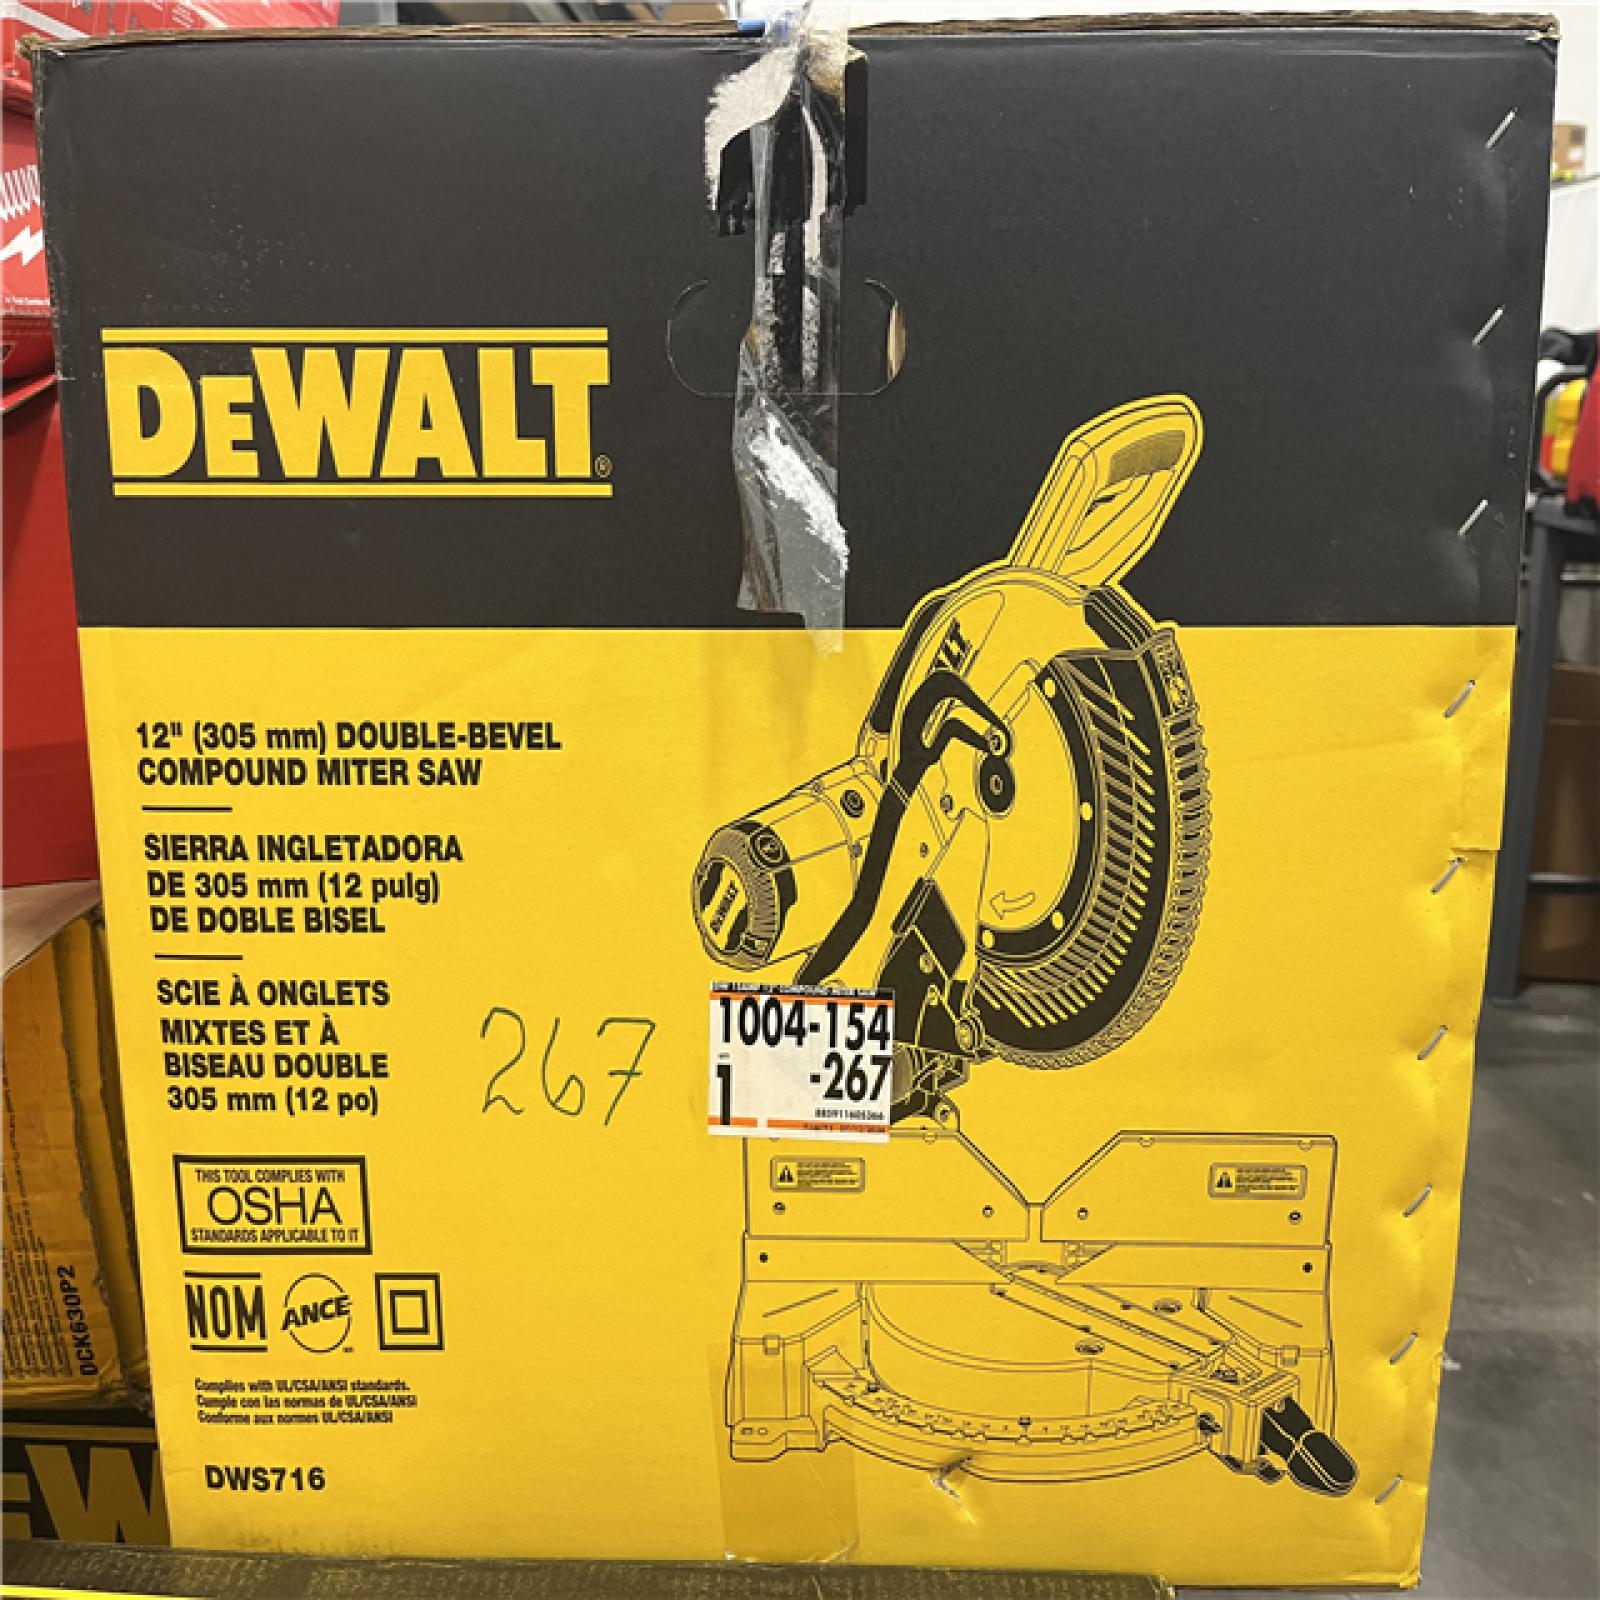 DEWALT®
12" (305 mm) DOUBLE-BEVEL
COMPOUND MITER SAW
SIERRA INGLETADORA
DE 305 mm (12 pulg)
DE DOBLE BISEL
SCIE À ONGLETS
MIXTES ET À
BISEAU DOUBLE
305 mm (12 po)
267
1004-154
-267
1
885911605366
THIS TOOL COMPLIES WITH
OSHA
STANDARDS APPLICABLE TO IT
NOM
ANCE
Complies with UL/CSA/ANSI standards.
Cumple con las normas de UL/CSA/ANSI
Conforme aux normes UL/CSA/ANSI
DWS716
DEWALT
DCK630P2